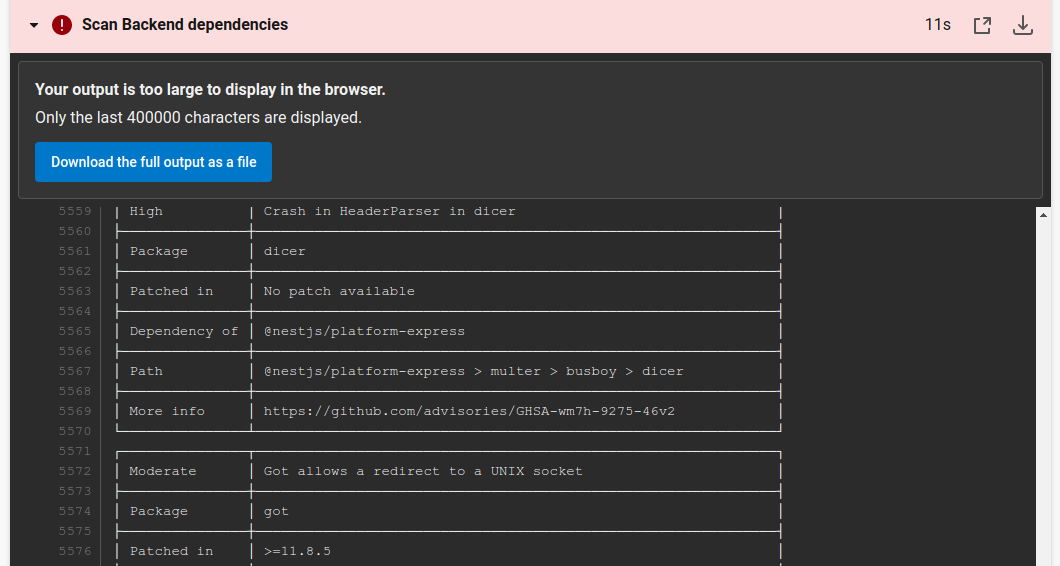 Scan Backend dependencies 11s
Your output is too large to display in the browser.
Only the last 400000 characters are displayed.
Download the full output as a file
5559 | High | Crash in HeaderParser in dicer |
5560
5561 | Package | dicer |
5562
5563 | Patched in | No patch available |
5564
5565 | Dependency of | @nestjs/platform-express |
5566
5567 | Path | @nestjs/platform-express > multer > busboy > dicer |
5568
5569 | More info | https://github.com/advisories/GHSA-wm7h-9275-46v2 |
5570
5571
5572 | Moderate | Got allows a redirect to a UNIX socket |
5573
5574 | Package | got |
5575
5576 | Patched in | >=11.8.5 |